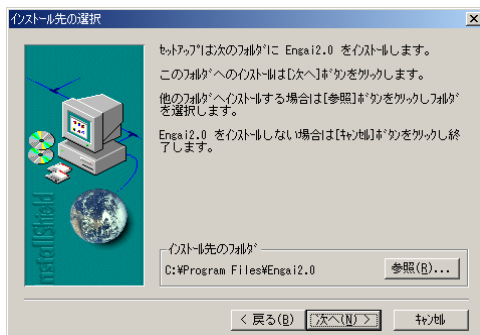 インストール先の選択
ｾｯﾄｱｯﾌﾟは次のﾌｫﾙﾀﾞに Engai2.0 をｲﾝｽﾄｰﾙします。
このﾌｫﾙﾀﾞへのｲﾝｽﾄｰﾙは[次へ]ﾎﾞﾀﾝをｸﾘｯｸします。
他のﾌｫﾙﾀﾞへｲﾝｽﾄｰﾙする場合は[参照]ﾎﾞﾀﾝをｸﾘｯｸしﾌｫﾙﾀﾞ
を選択します。
Engai2.0 をｲﾝｽﾄｰﾙしない場合は[ｷｬﾝｾﾙ]ﾎﾞﾀﾝをｸﾘｯｸし終
了します。
InstallShield
ｲﾝｽﾄｰﾙ先のﾌｫﾙﾀﾞ
C:¥Program Files¥Engai2.0
参照(R)...
< 戻る(B)
次へ(N) >
ｷｬﾝｾﾙ